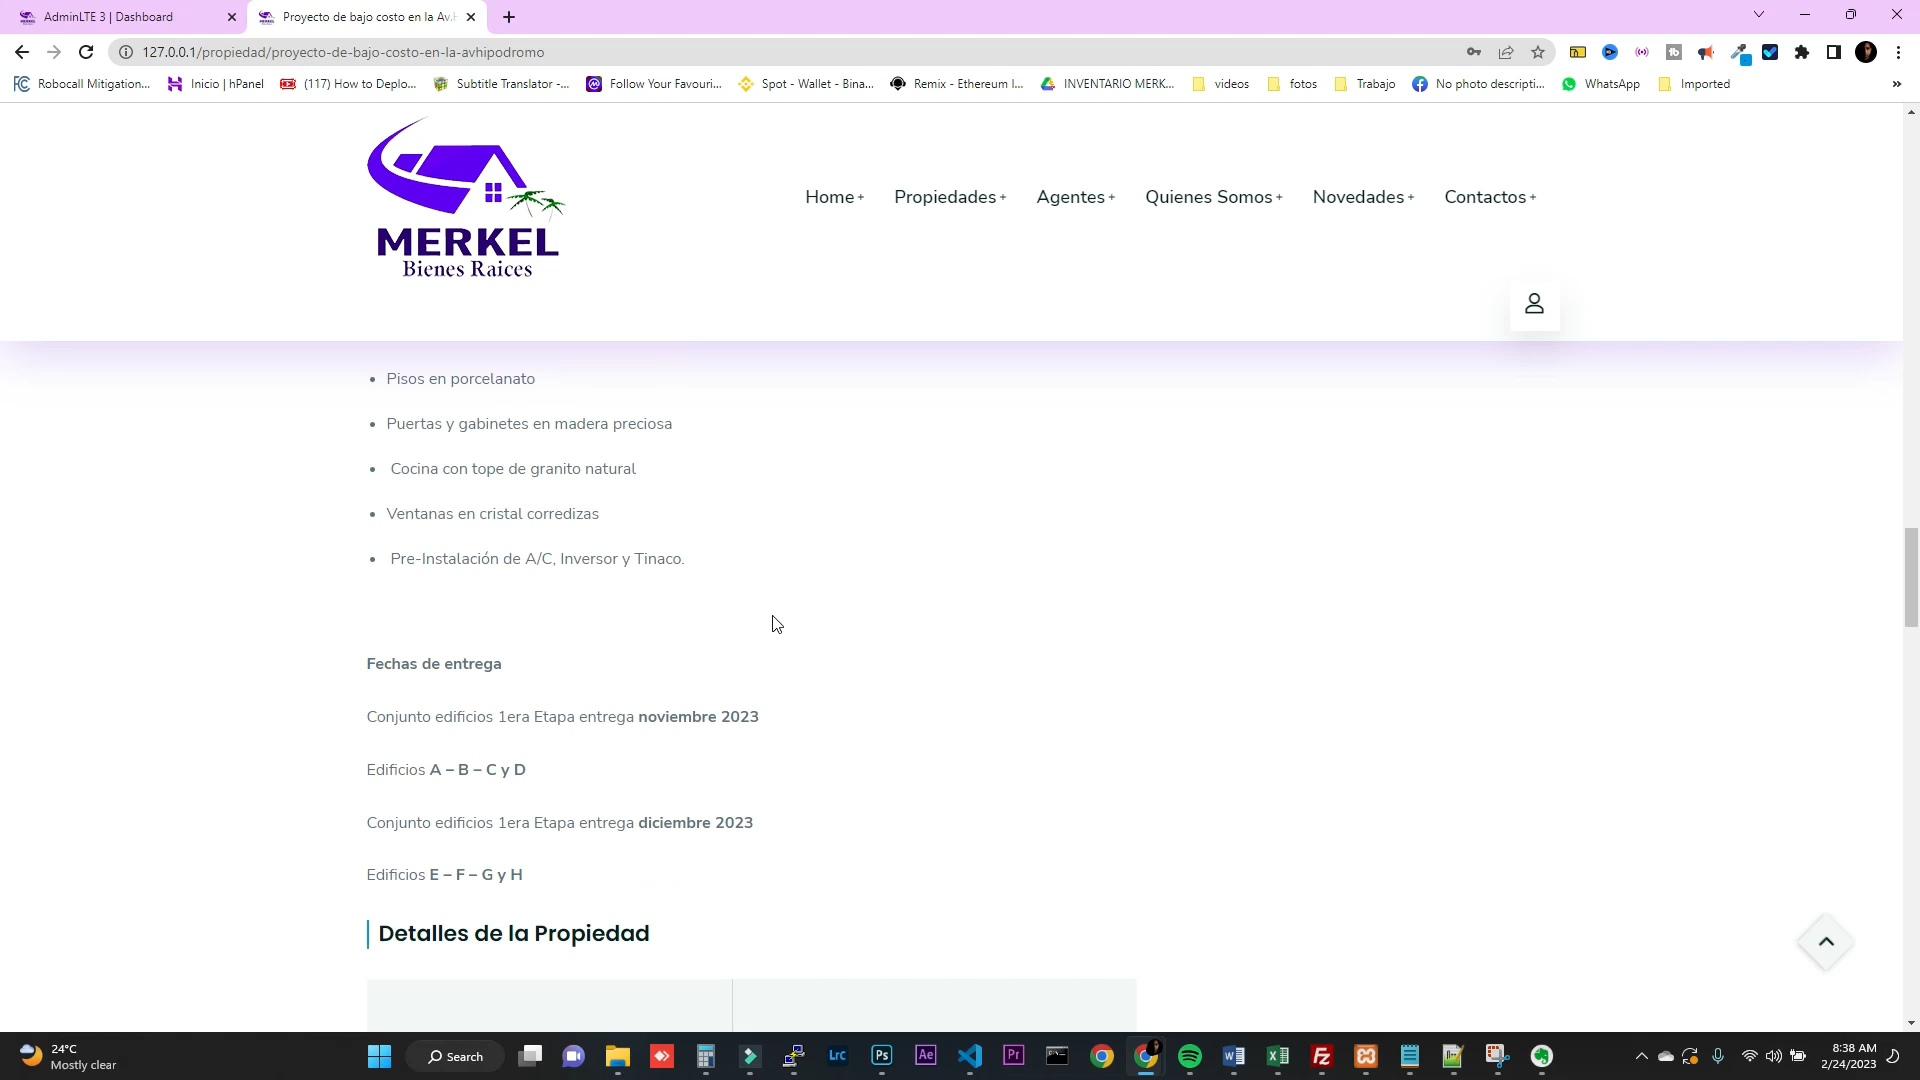 AdminLTE 3 | Dashboard
Proyecto de bajo costo en la Av.H
127.0.0.1/propiedad/proyecto-de-bajo-costo-en-la-avhipodromo
Robocall Mitigation...
Inicio | hPanel
(117) How to Deplo...
Subtitle Translator -...
Follow Your Favouri...
Spot - Wallet - Bina...
Remix - Ethereum I...
INVENTARIO MERK...
videos
fotos
Trabajo
No photo descripti...
WhatsApp
Imported
»
MERKEL
Bienes Raices
Home +
Propiedades +
Agentes +
Quienes Somos +
Novedades +
Contactos +
• Pisos en porcelanato
• Puertas y gabinetes en madera preciosa
• Cocina con tope de granito natural
• Ventanas en cristal corredizas
• Pre-Instalación de A/C, Inversor y Tinaco.
Fechas de entrega
Conjunto edificios 1era Etapa entrega noviembre 2023
Edificios A – B – C y D
Conjunto edificios 1era Etapa entrega diciembre 2023
Edificios E – F – G y H
Detalles de la Propiedad
24°C
Mostly clear
Search
Lrc
Ps
Ae
Pr
8:38 AM
2/24/2023